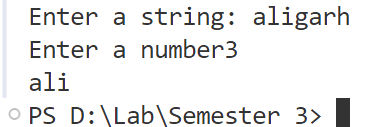 Enter a string: aligarh
Enter a number3
ali
PS D:\Lab\Semester 3>